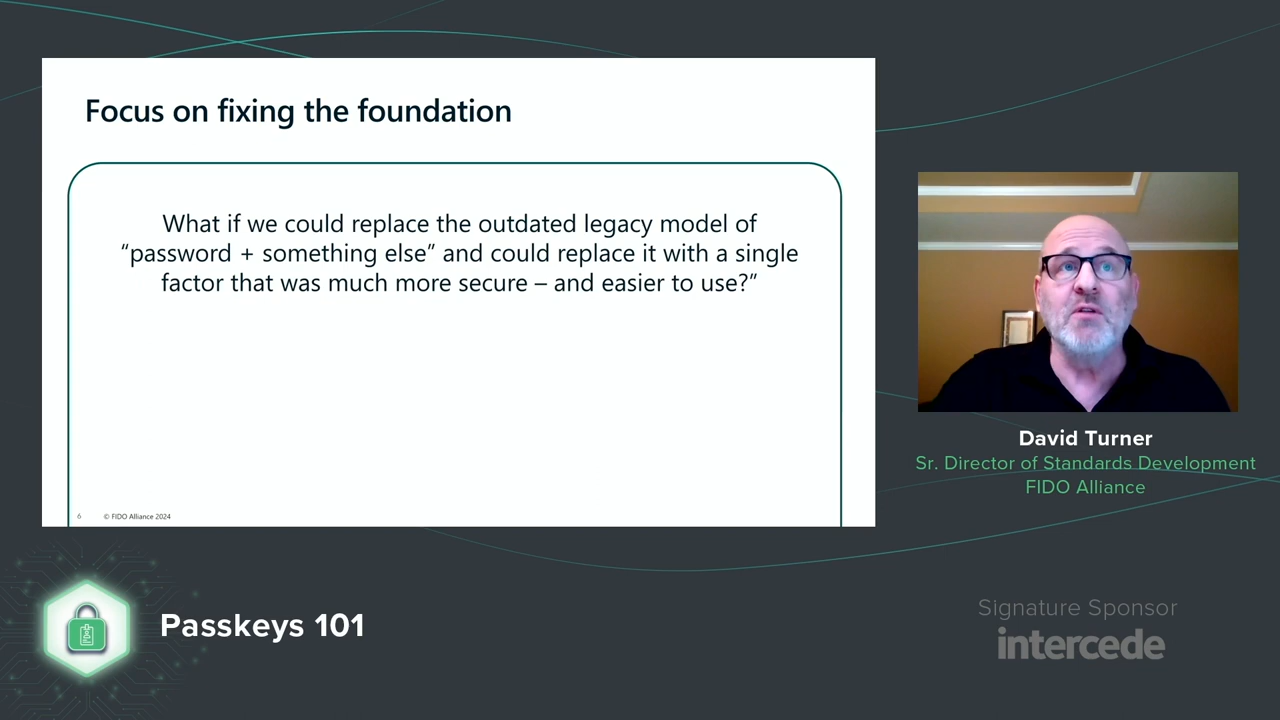 Focus on fixing the foundation
What if we could replace the outdated legacy model of
“password + something else” and could replace it with a single
factor that was much more secure – and easier to use?”
6 © FIDO Alliance 2024
David Turner
Sr. Director of Standards Development
FIDO Alliance
Passkeys 101
Signature Sponsor
intercede